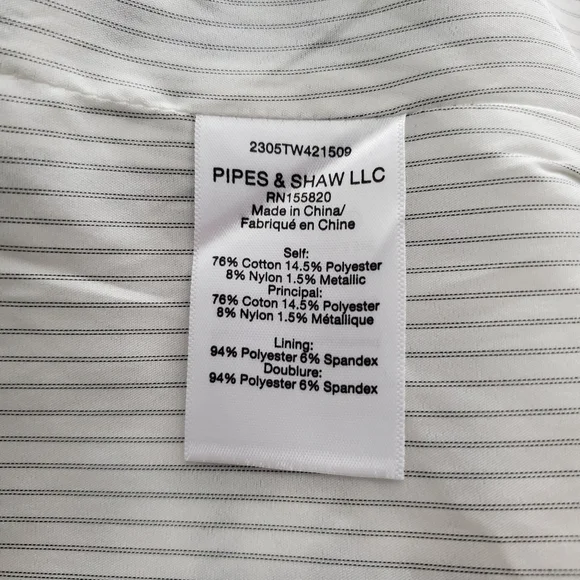 2305TW421509
PIPES & SHAW LLC
RN155820
Made in China/
Fabriqué en Chine
Self:
76% Cotton 14.5% Polyester
8% Nylon 1.5% Metallic
Principal:
76% Coton 14.5% Polyester
8% Nylon 1.5% Métallique
Lining:
94% Polyester 6% Spandex
Doublure:
94% Polyester 6% Spandex